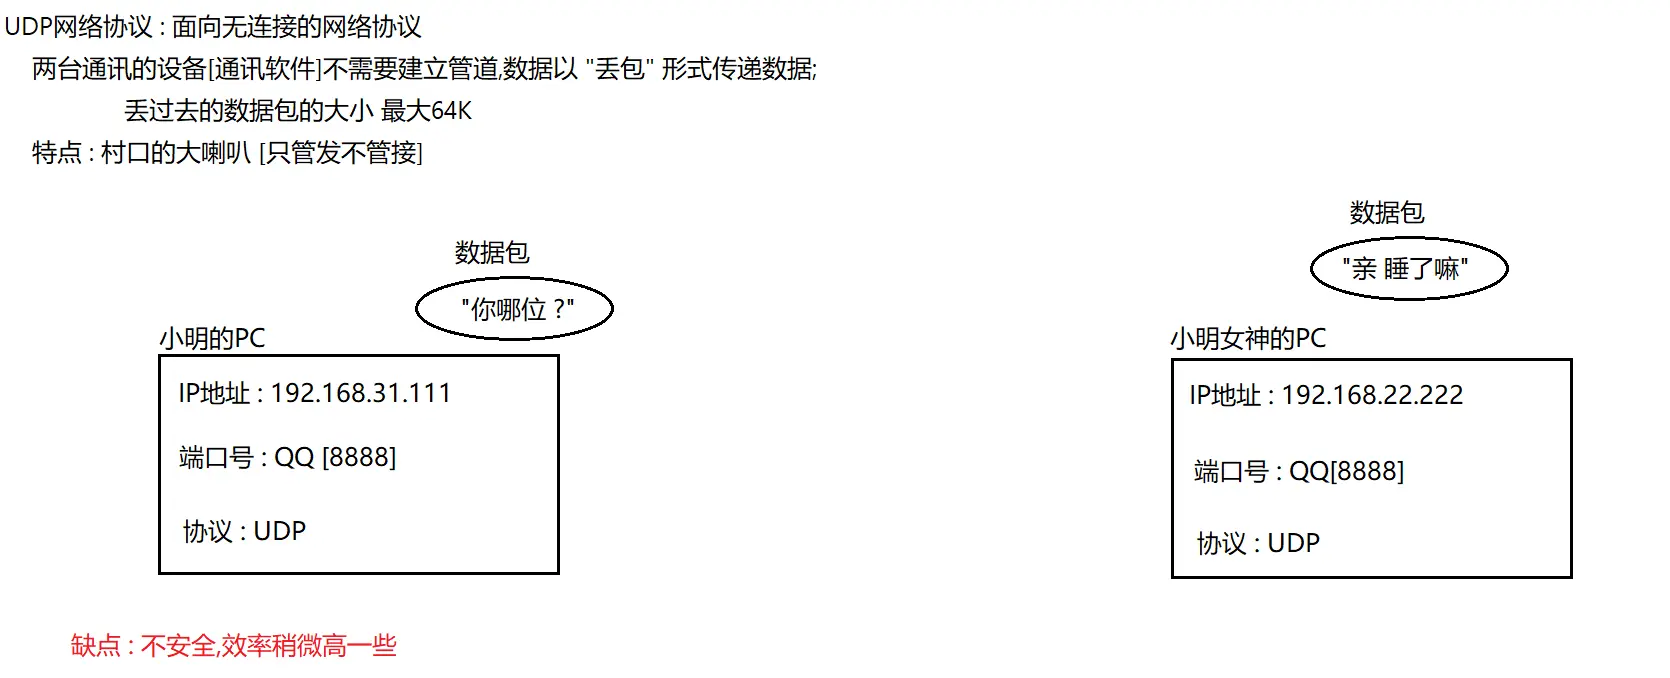 UDP网络协议 : 面向无连接的网络协议
两台通讯的设备[通讯软件]不需要建立管道,数据以 "丢包" 形式传递数据;
丢过去的数据包的大小 最大64K
特点 : 村口的大喇叭 [只管发不管接]
数据包
"你哪位 ?"
小明的PC
IP地址 : 192.168.31.111
端口号 : QQ [8888]
协议 : UDP
数据包
"亲 睡了嘛"
小明女神的PC
IP地址 : 192.168.22.222
端口号 : QQ[8888]
协议 : UDP
缺点 : 不安全,效率稍微高一些